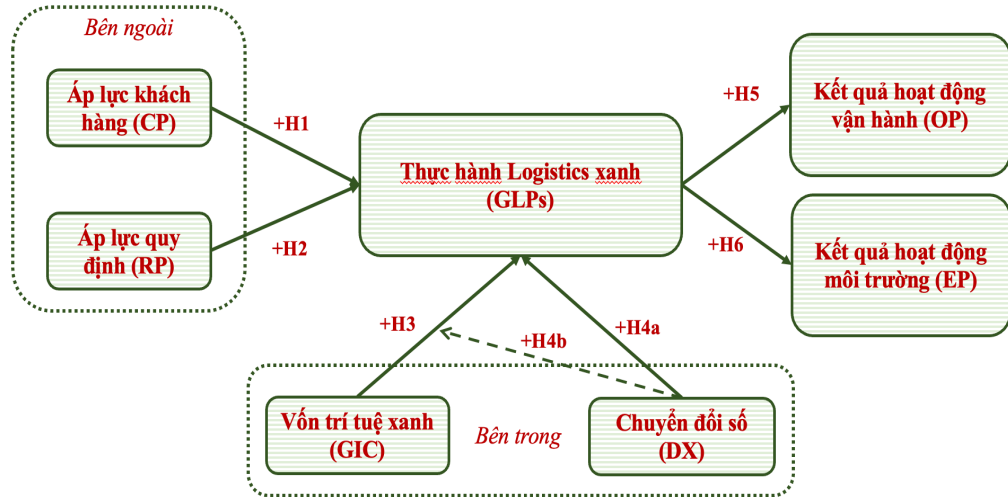 Bên ngoài
Áp lực khách
hàng (CP)
Áp lực quy
định (RP)
+H1
+H2
Thực hành Logistics xanh
(GLPs)
+H5
+H6
Kết quả hoạt động
vận hành (OP)
Kết quả hoạt động
môi trường (EP)
+H3
+H4b
+H4a
Vốn trí tuệ xanh
(GIC)
Bên trong
Chuyển đổi số
(DX)